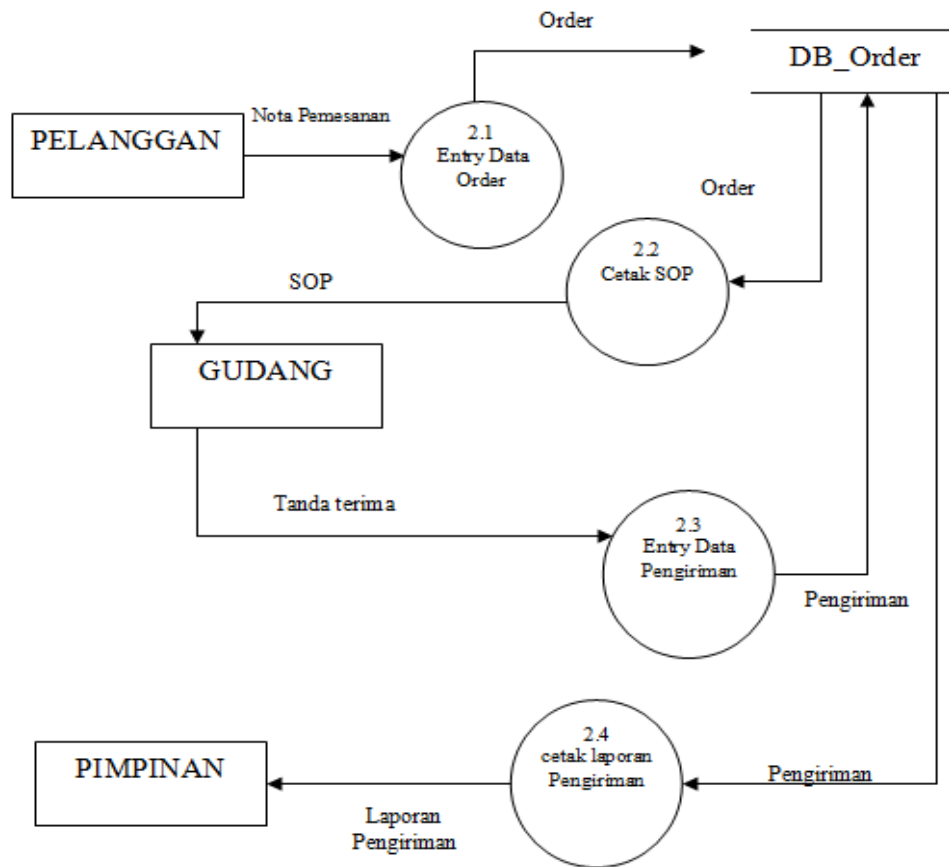 Order
DB_Order
Nota Pemesanan
PELANGGAN
2.1
Entry Data
Order
Order
2.2
Cetak SOP
SOP
GUDANG
Tanda terima
2.3
Entry Data
Pengiriman
Pengiriman
2.4
cetak laporan
Pengiriman
PIMPINAN
Pengiriman
Laporan
Pengiriman